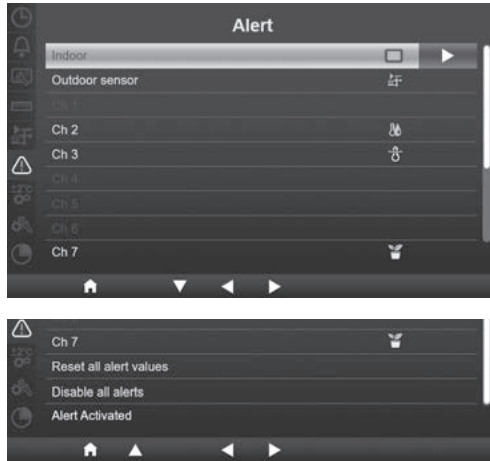 Alert
Indoor
Outdoor sensor
Ch 1
Ch 2
Ch 3
Ch 4
Ch 5
Ch 6
Ch 7
Ch 7
Reset all alert values
Disable all alerts
Alert Activated